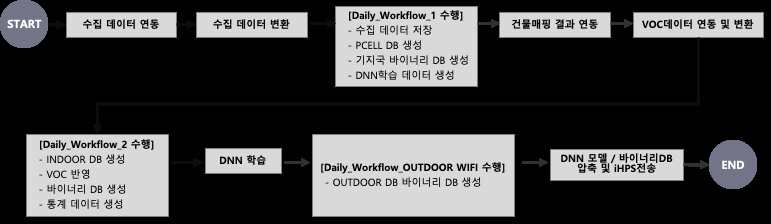 START
수집 데이터 연동
수집 데이터 변환
[Daily_Workflow_1 수행]
- 수집 데이터 저장
- PCELL DB 생성
- 기지국 바이너리 DB 생성
- DNN학습 데이터 생성
건물매핑 결과 연동
VOC데이터 연동 및 변환
[Daily_Workflow_2 수행]
- INDOOR DB 생성
- VOC 반영
- 바이너리 DB 생성
- 통계 데이터 생성
DNN 학습
[Daily_Workflow_OUTDOOR WIFI 수행]
- OUTDOOR DB 바이너리 DB 생성
DNN 모델 / 바이너리DB
압축 및 iHPS전송
END